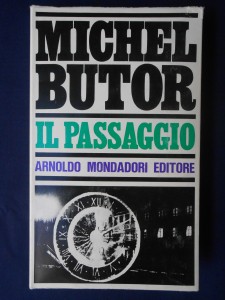 MICHEL
BUTOR
IL PASSAGGIO
ARNOLDO MONDADORI EDITORE